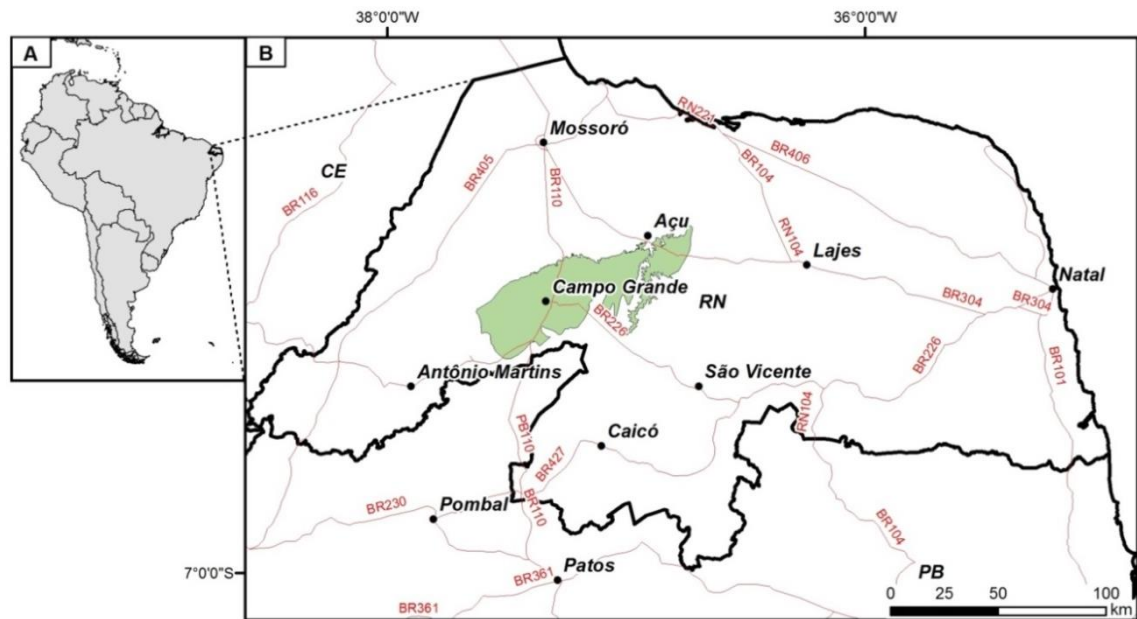 38°0'0"W
36°0'0"W
A
B
RN221
Mossoró
BR406
CE
BR405
BR110
BR104
BR116
Açu
RN104
Lajes
Campo Grande
Natal
RN
BR304
BR304
BR226
BR226
Antônio Martins
São Vicente
BR101
RN104
PB110
Caicó
BR427
BR230
Pombal
BR110
BR104
7°0'0"S
BR361
Patos
PB
BR361
0 25 50 100
km